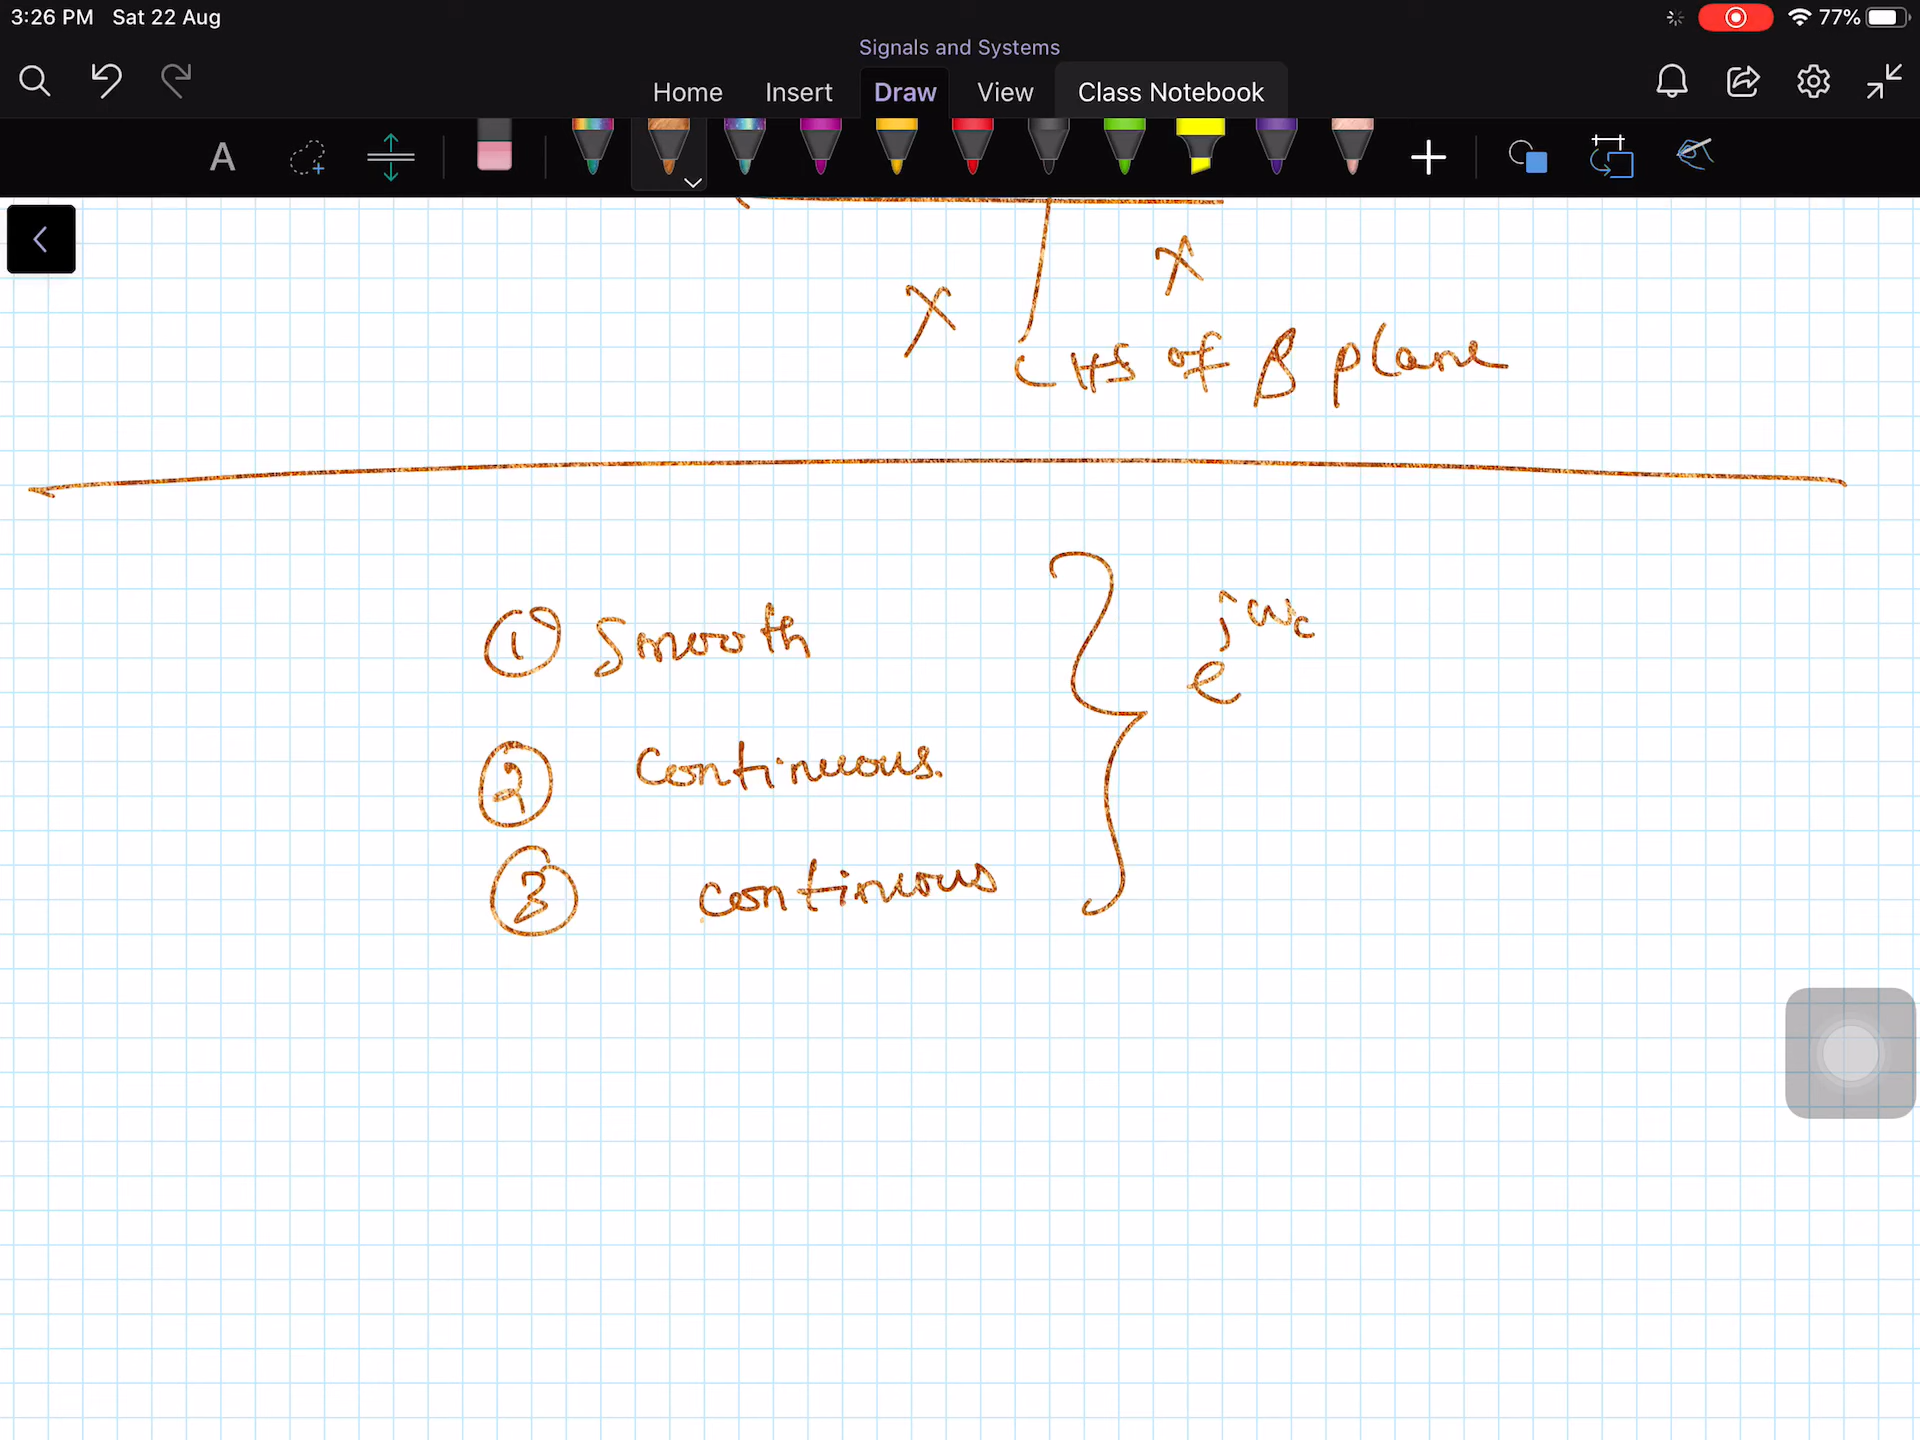 3:26 PM Sat 22 Aug
77%
Signals and Systems
Home Insert Draw View Class Notebook
A
X X
LHS of β plane
① Smooth
② Continuous.
③ continuous
e^jωc